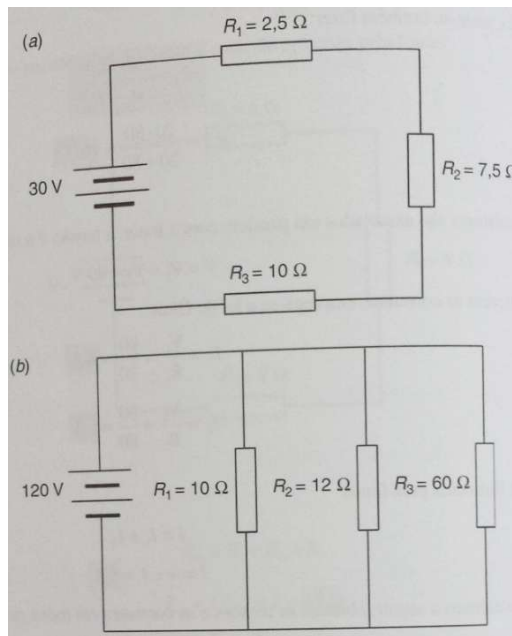 (a)
R₁ = 2,5 Ω
30 V
R₂ = 7,5 Ω
R₃ = 10 Ω
(b)
120 V
R₁ = 10 Ω
R₂ = 12 Ω
R₃ = 60 Ω